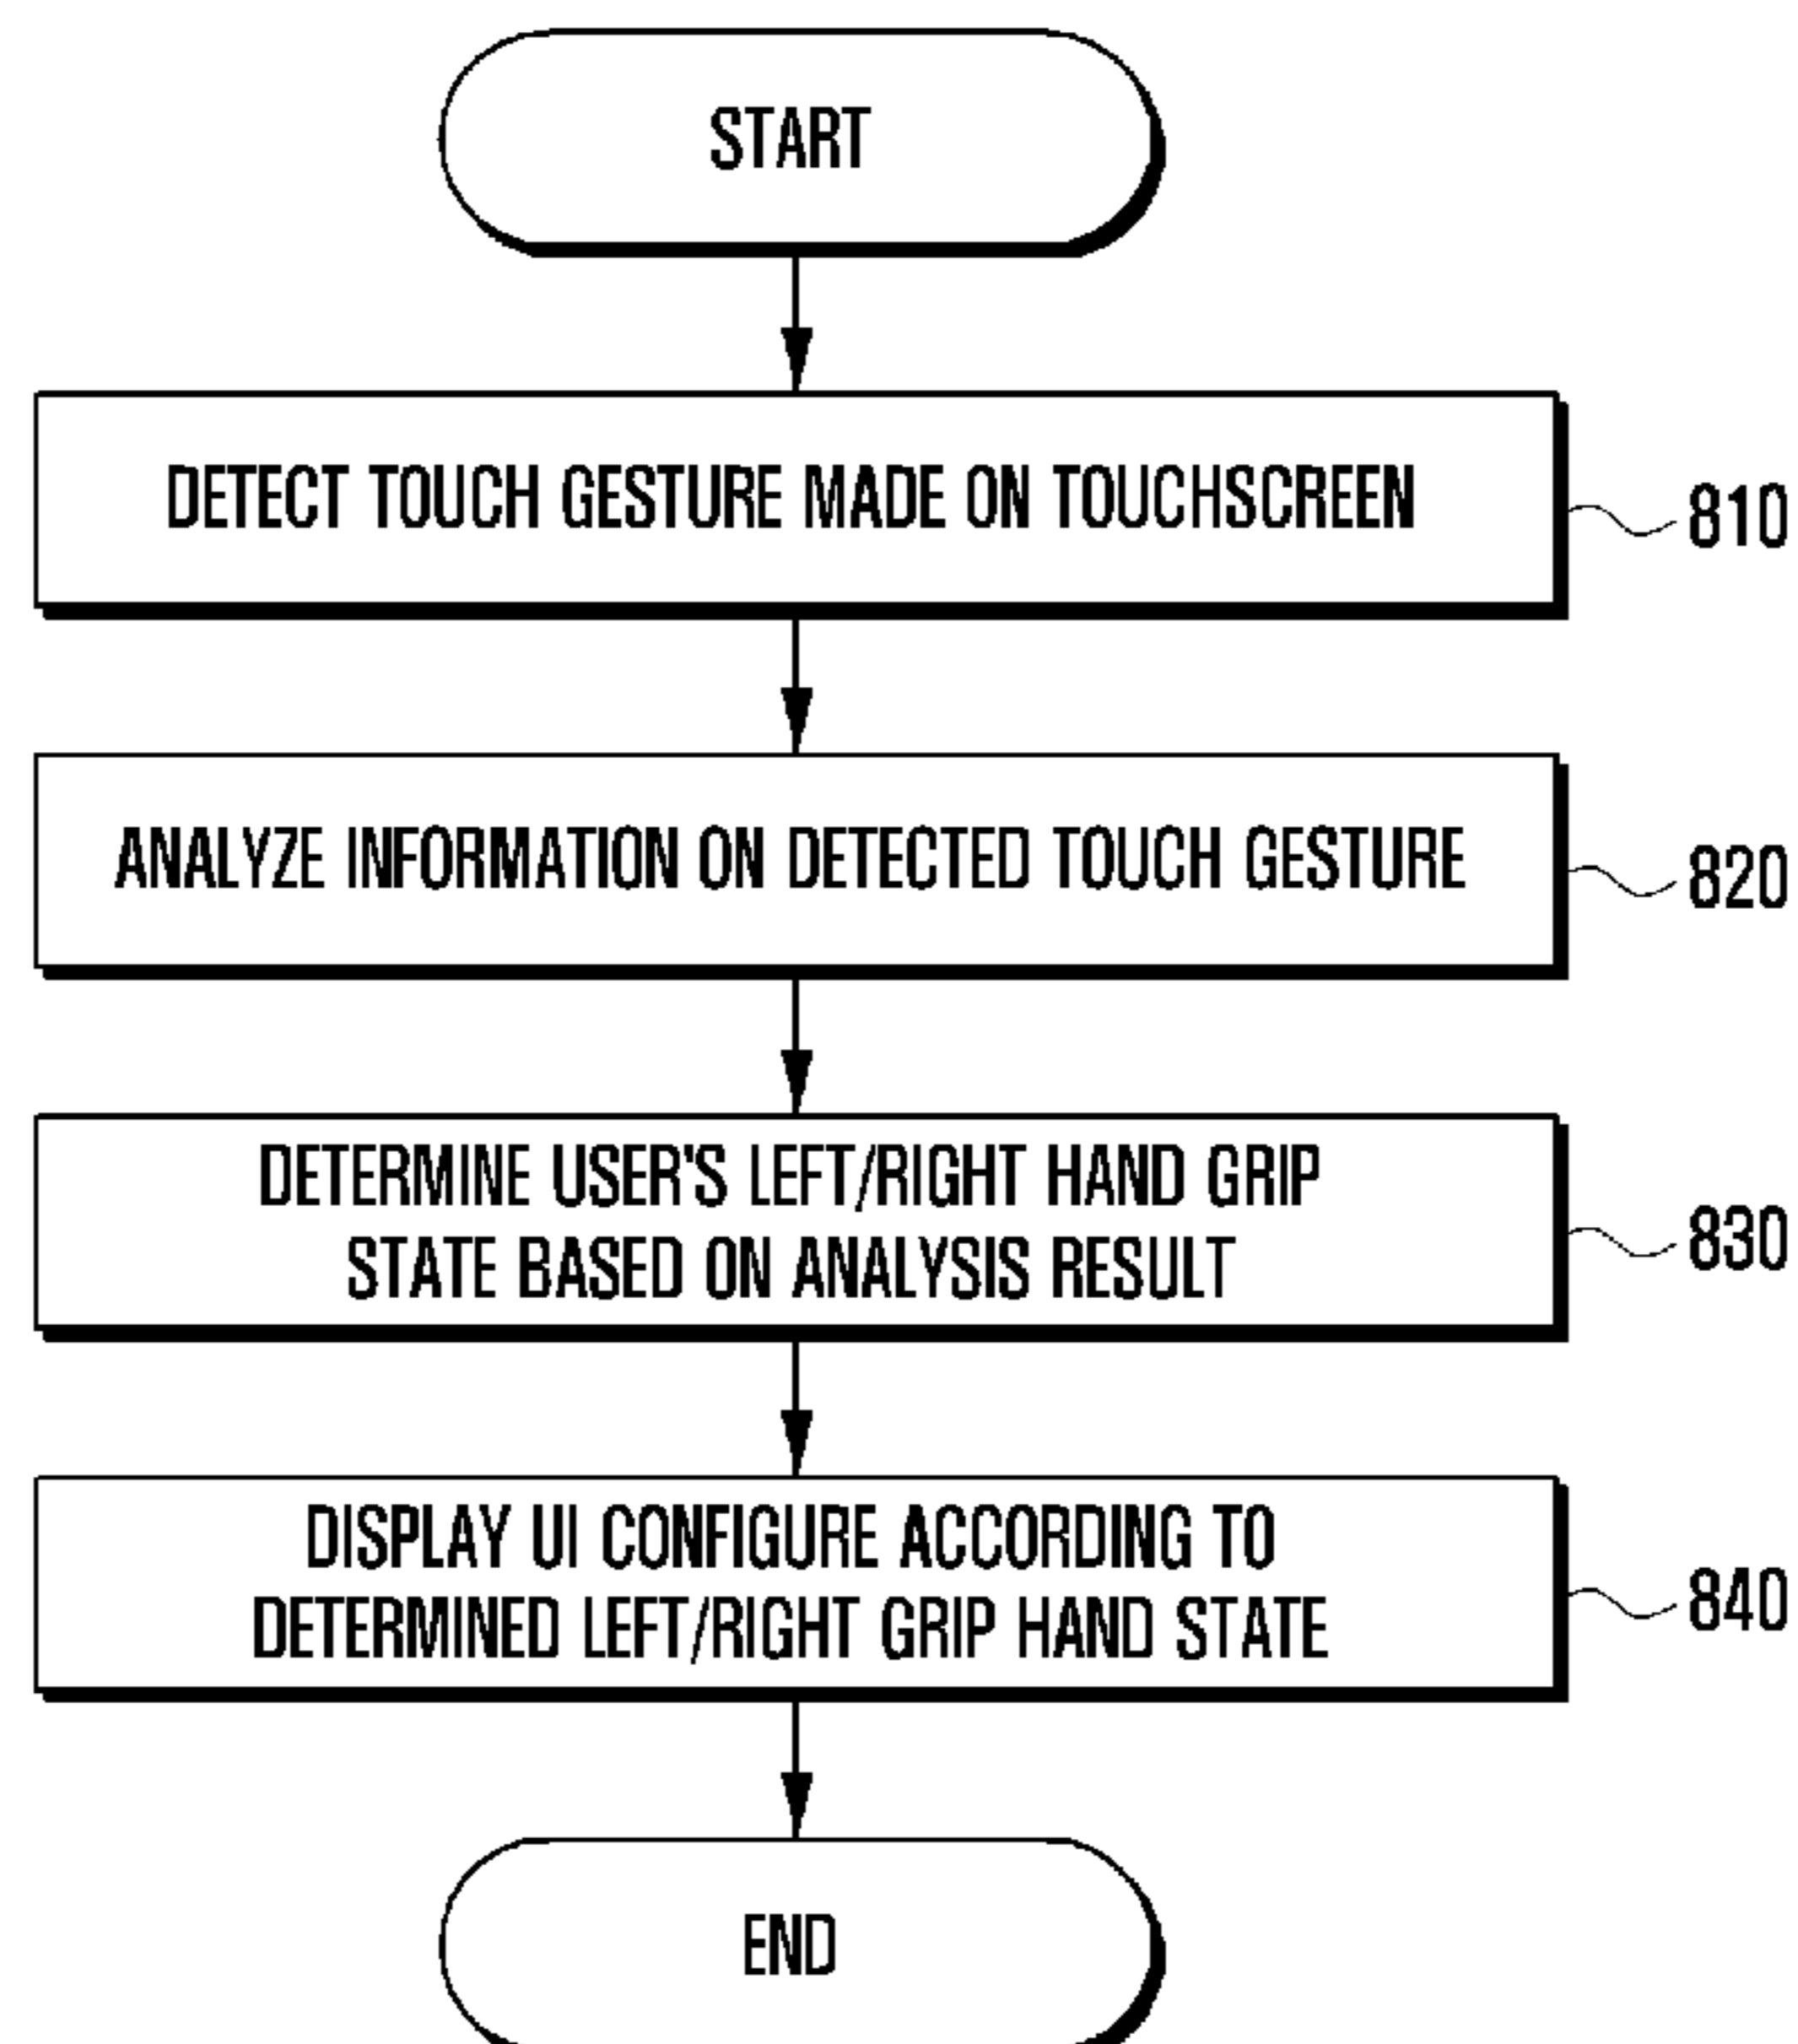 START
DETECT TOUCH GESTURE MADE ON TOUCHSCREEN
810
ANALYZE INFORMATION ON DETECTED TOUCH GESTURE
820
DETERMINE USER'S LEFT/RIGHT HAND GRIP
STATE BASED ON ANALYSIS RESULT
830
DISPLAY UI CONFIGURE ACCORDING TO
DETERMINED LEFT/RIGHT GRIP HAND STATE
840
END